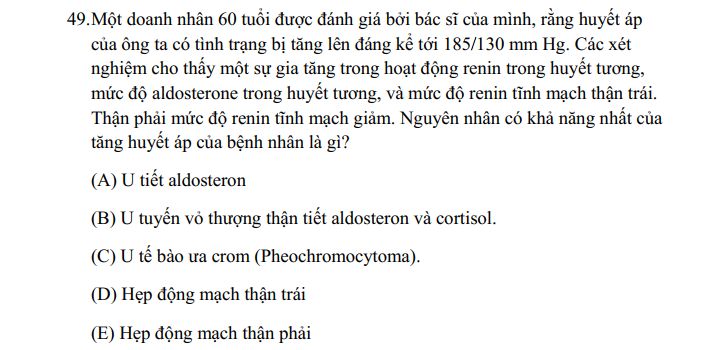 49.Một doanh nhân 60 tuổi được đánh giá bởi bác sĩ của mình, rằng huyết áp
của ông ta có tình trạng bị tăng lên đáng kể tới 185/130 mm Hg. Các xét
nghiệm cho thấy một sự gia tăng trong hoạt động renin trong huyết tương,
mức độ aldosterone trong huyết tương, và mức độ renin tĩnh mạch thận trái.
Thận phải mức độ renin tĩnh mạch giảm. Nguyên nhân có khả năng nhất của
tăng huyết áp của bệnh nhân là gì?
(A) U tiết aldosteron
(B) U tuyến vỏ thượng thận tiết aldosteron và cortisol.
(C) U tế bào ưa crom (Pheochromocytoma).
(D) Hẹp động mạch thận trái
(E) Hẹp động mạch thận phải